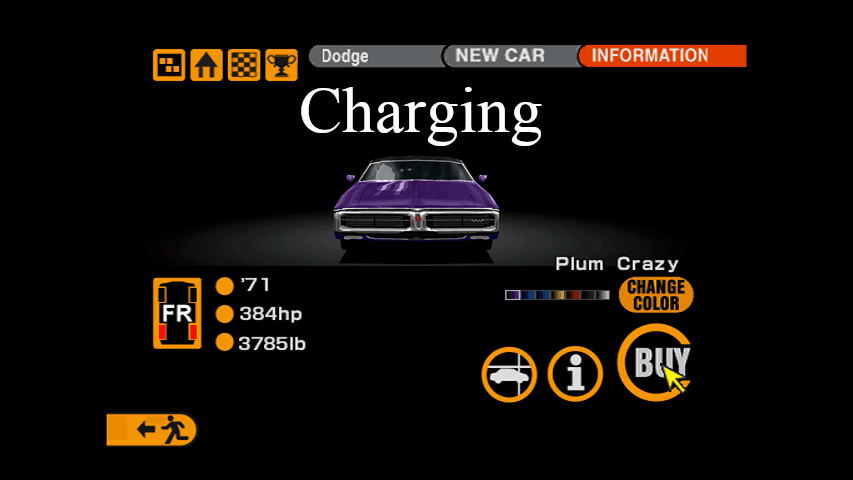 Dodge NEW CAR INFORMATION
Charging
Plum Crazy
CHANGE
COLOR
'71
FR
384hp
3785lb
BUY